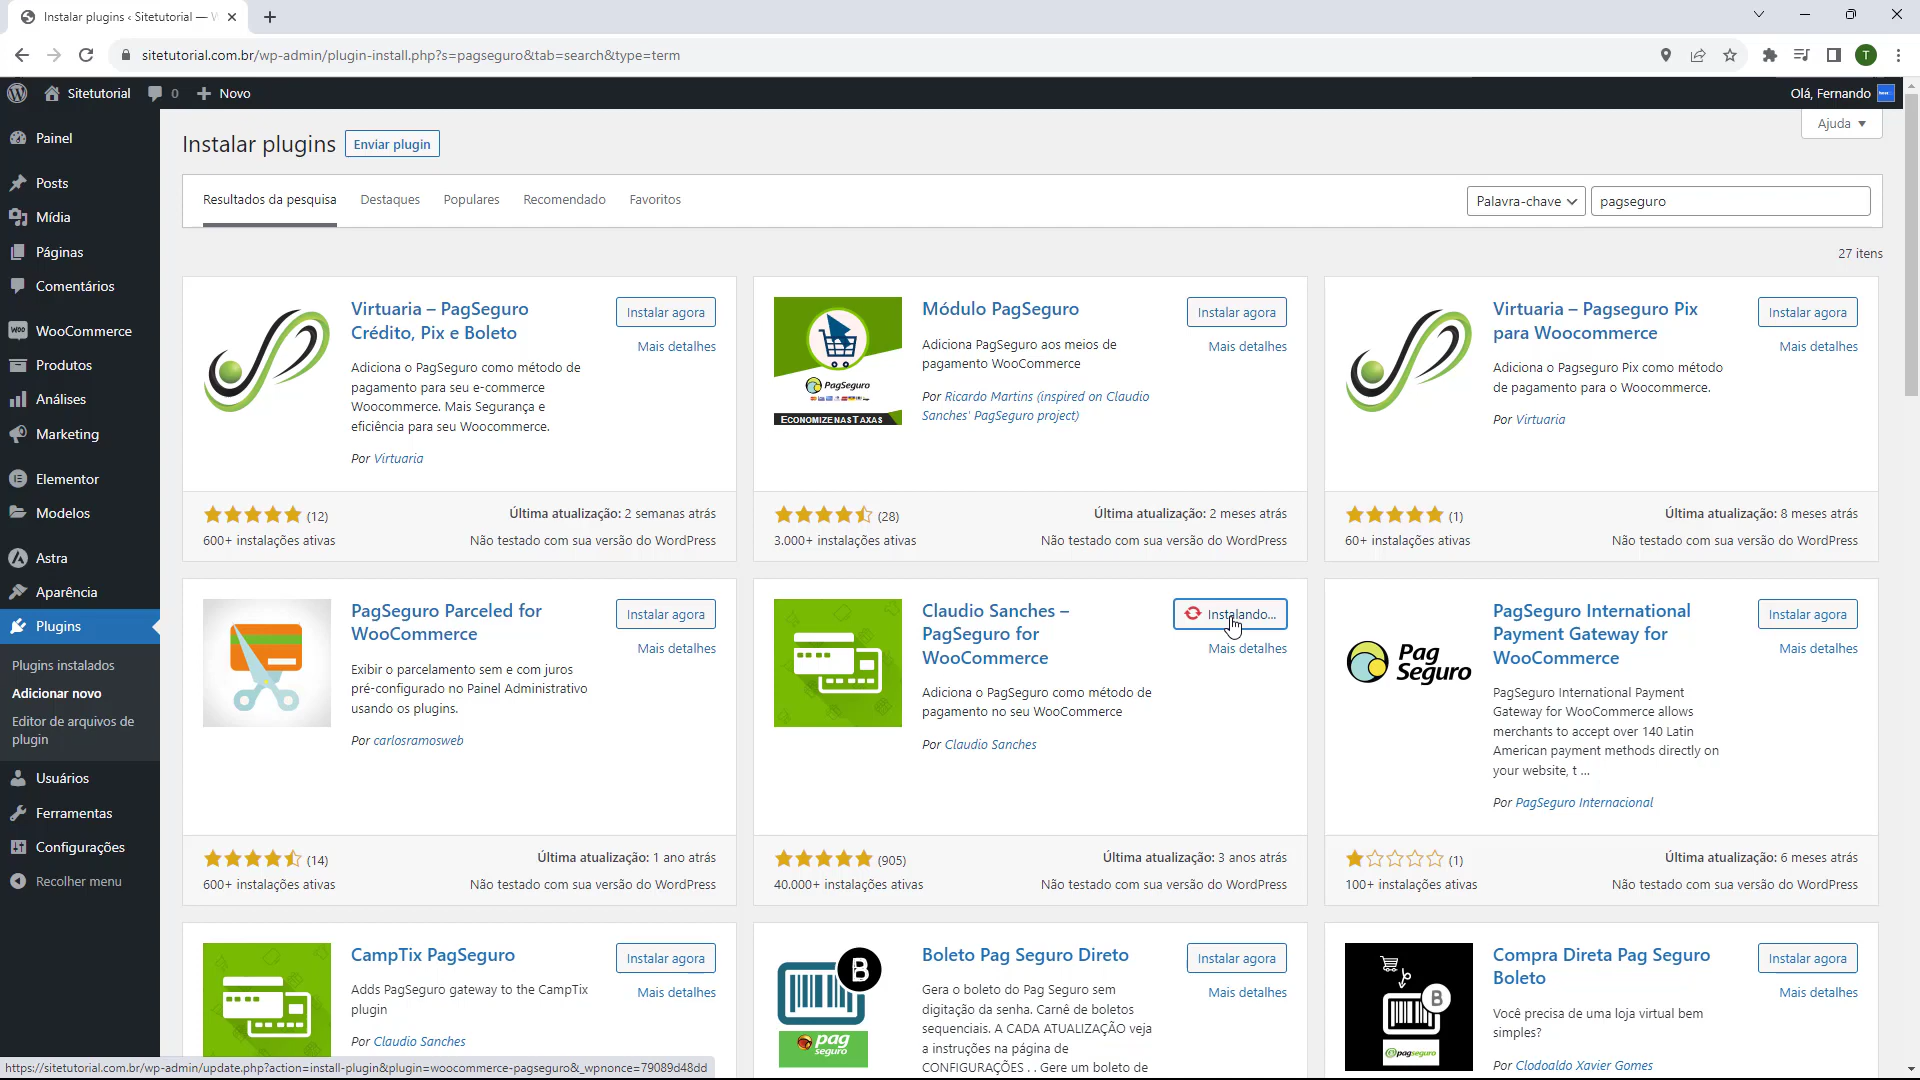 Instalar plugins ‹ Sitetutorial — W
sitetutorial.com.br/wp-admin/plugin-install.php?s=pagseguro&tab=search&type=term
T
Sitetutorial
0
Novo
Olá, Fernando
Ajuda
Painel
Posts
Mídia
Páginas
Comentários
WooCommerce
Produtos
Análises
Marketing
Elementor
Modelos
Astra
Aparência
Plugins
Plugins instalados
Adicionar novo
Editor de arquivos de
plugin
Usuários
Ferramentas
Configurações
Recolher menu
Instalar plugins
Enviar plugin
Resultados da pesquisa
Destaques
Populares
Recomendado
Favoritos
Palavra-chave
pagseguro
27 itens
Virtuaria – PagSeguro
Crédito, Pix e Boleto
Instalar agora
Mais detalhes
Adiciona o PagSeguro como método de
pagamento para seu e-commerce
Woocommerce. Mais Segurança e
eficiência para seu Woocommerce.
Por Virtuaria
(12)
600+ instalações ativas
Última atualização: 2 semanas atrás
Não testado com sua versão do WordPress
PagSeguro
ECONOMIZE NAS TAXAS
Módulo PagSeguro
Instalar agora
Mais detalhes
Adiciona PagSeguro aos meios de
pagamento WooCommerce
Por Ricardo Martins (inspired on Claudio
Sanches' PagSeguro project)
(28)
3.000+ instalações ativas
Última atualização: 2 meses atrás
Não testado com sua versão do WordPress
Virtuaria – Pagseguro Pix
para Woocommerce
Instalar agora
Mais detalhes
Adiciona o Pagseguro Pix como método
de pagamento para o Woocommerce.
Por Virtuaria
(1)
60+ instalações ativas
Última atualização: 8 meses atrás
Não testado com sua versão do WordPress
PagSeguro Parceled for
WooCommerce
Instalar agora
Mais detalhes
Exibir o parcelamento sem e com juros
pré-configurado no Painel Administrativo
usando os plugins.
Por carlosramosweb
(14)
600+ instalações ativas
Última atualização: 1 ano atrás
Não testado com sua versão do WordPress
Claudio Sanches –
PagSeguro for
WooCommerce
Instalando...
Mais detalhes
Adiciona o PagSeguro como método de
pagamento no seu WooCommerce
Por Claudio Sanches
(905)
40.000+ instalações ativas
Última atualização: 3 anos atrás
Não testado com sua versão do WordPress
Pag
Seguro
PagSeguro International
Payment Gateway for
WooCommerce
Instalar agora
Mais detalhes
PagSeguro International Payment
Gateway for WooCommerce allows
merchants to accept over 140 Latin
American payment methods directly on
your website, t ...
Por PagSeguro Internacional
(1)
100+ instalações ativas
Última atualização: 6 meses atrás
Não testado com sua versão do WordPress
CampTix PagSeguro
Instalar agora
Mais detalhes
Adds PagSeguro gateway to the CampTix
plugin
Por Claudio Sanches
B
pag
seguro
Boleto Pag Seguro Direto
Instalar agora
Mais detalhes
Gera o boleto do Pag Seguro sem
digitação da senha. Carnê de boletos
sequenciais. A CADA ATUALIZAÇÃO veja
a instruções na página de
CONFIGURAÇÕES . . Gere um boleto de
B
pagseguro
Compra Direta Pag Seguro
Boleto
Instalar agora
Mais detalhes
Você precisa de uma loja virtual bem
simples?
Por Clodoaldo Xavier Gomes
https://sitetutorial.com.br/wp-admin/update.php?action=install-plugin&plugin=woocommerce-pagseguro&_wpnonce=79089d48dd